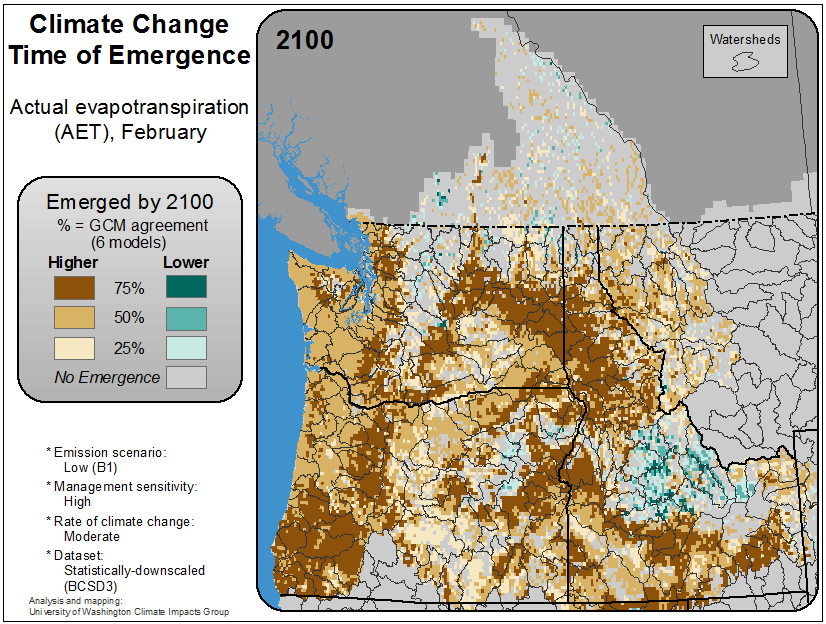 Climate Change
Time of Emergence
Actual evapotranspiration
(AET), February
Emerged by 2100
% = GCM agreement
(6 models)
Higher Lower
75%
50%
25%
No Emergence
* Emission scenario:
Low (B1)
* Management sensitivity:
High
* Rate of climate change:
Moderate
* Dataset:
Statistically-downscaled
(BCSD3)
Analysis and mapping:
University of Washington Climate Impacts Group
2100
Watersheds